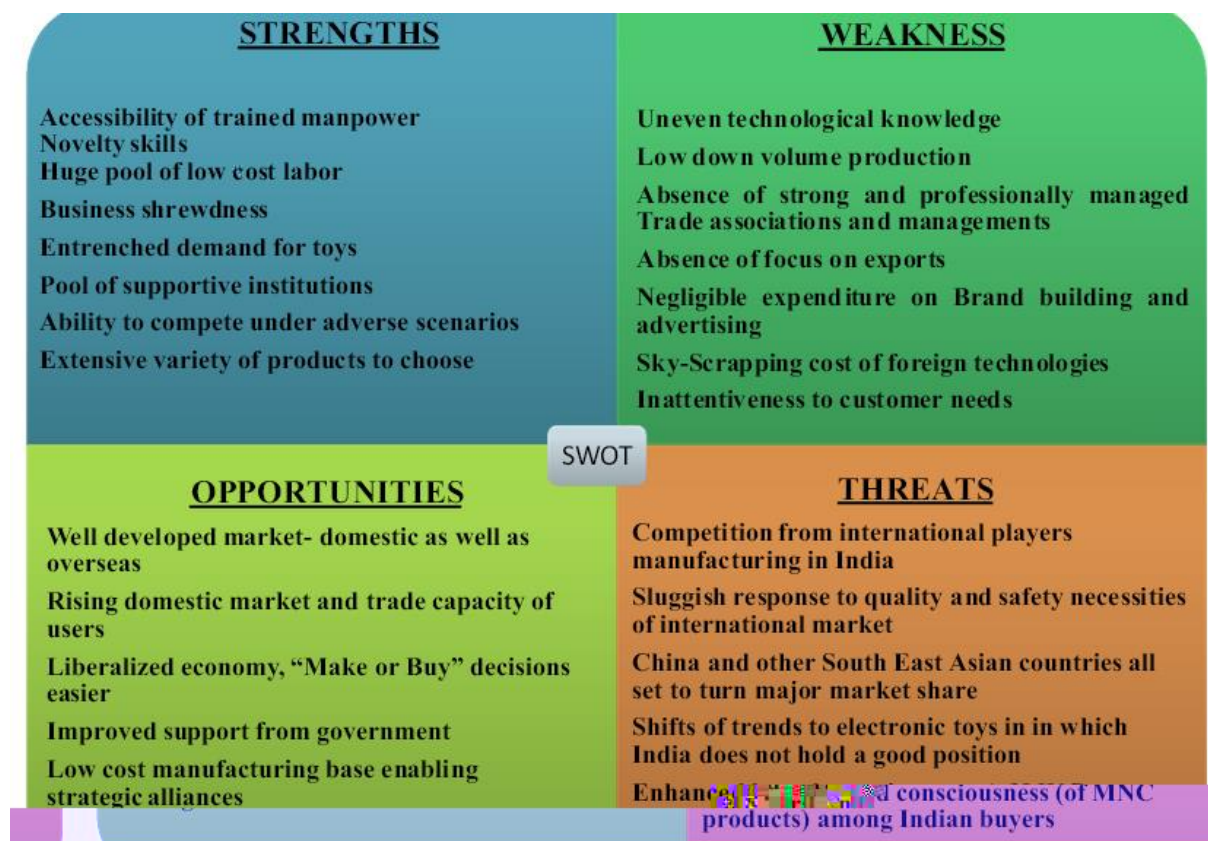 STRENGTHS
Accessibility of trained manpower
Novelty skills
Huge pool of low cost labor
Business shrewdness
Entrenched demand for toys
Pool of supportive institutions
Ability to compete under adverse scenarios
Extensive variety of products to choose
WEAKNESS
Uneven technological knowledge
Low down volume production
Absence of strong and professionally managed
Trade associations and managements
Absence of focus on exports
Negligible expenditure on Brand building and
advertising
Sky-Scrapping cost of foreign technologies
Inattentiveness to customer needs
SWOT
OPPORTUNITIES
Well developed market- domestic as well as
overseas
Rising domestic market and trade capacity of
users
Liberalized economy, “Make or Buy” decisions
easier
Improved support from government
Low cost manufacturing base enabling
strategic alliances
THREATS
Competition from international players
manufacturing in India
Sluggish response to quality and safety necessities
of international market
China and other South East Asian countries all
set to turn major market share
Shifts of trends to electronic toys in in which
India does not hold a good position
consciousness (of MNC
products) among Indian buyers